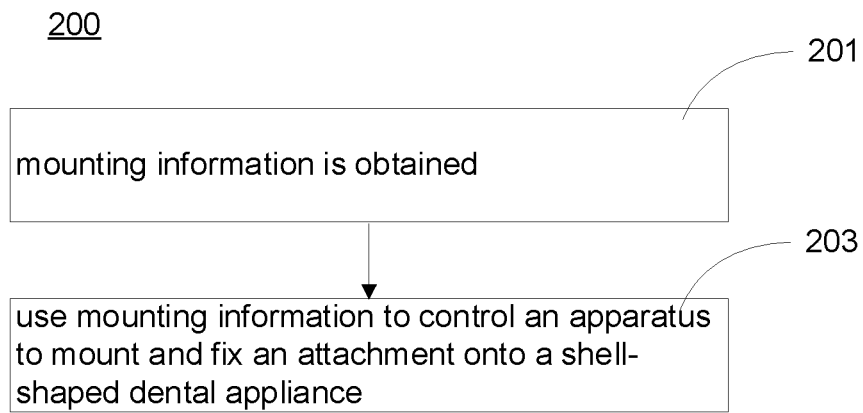 200
201
mounting information is obtained
203
use mounting information to control an apparatus
to mount and fix an attachment onto a shell-
shaped dental appliance